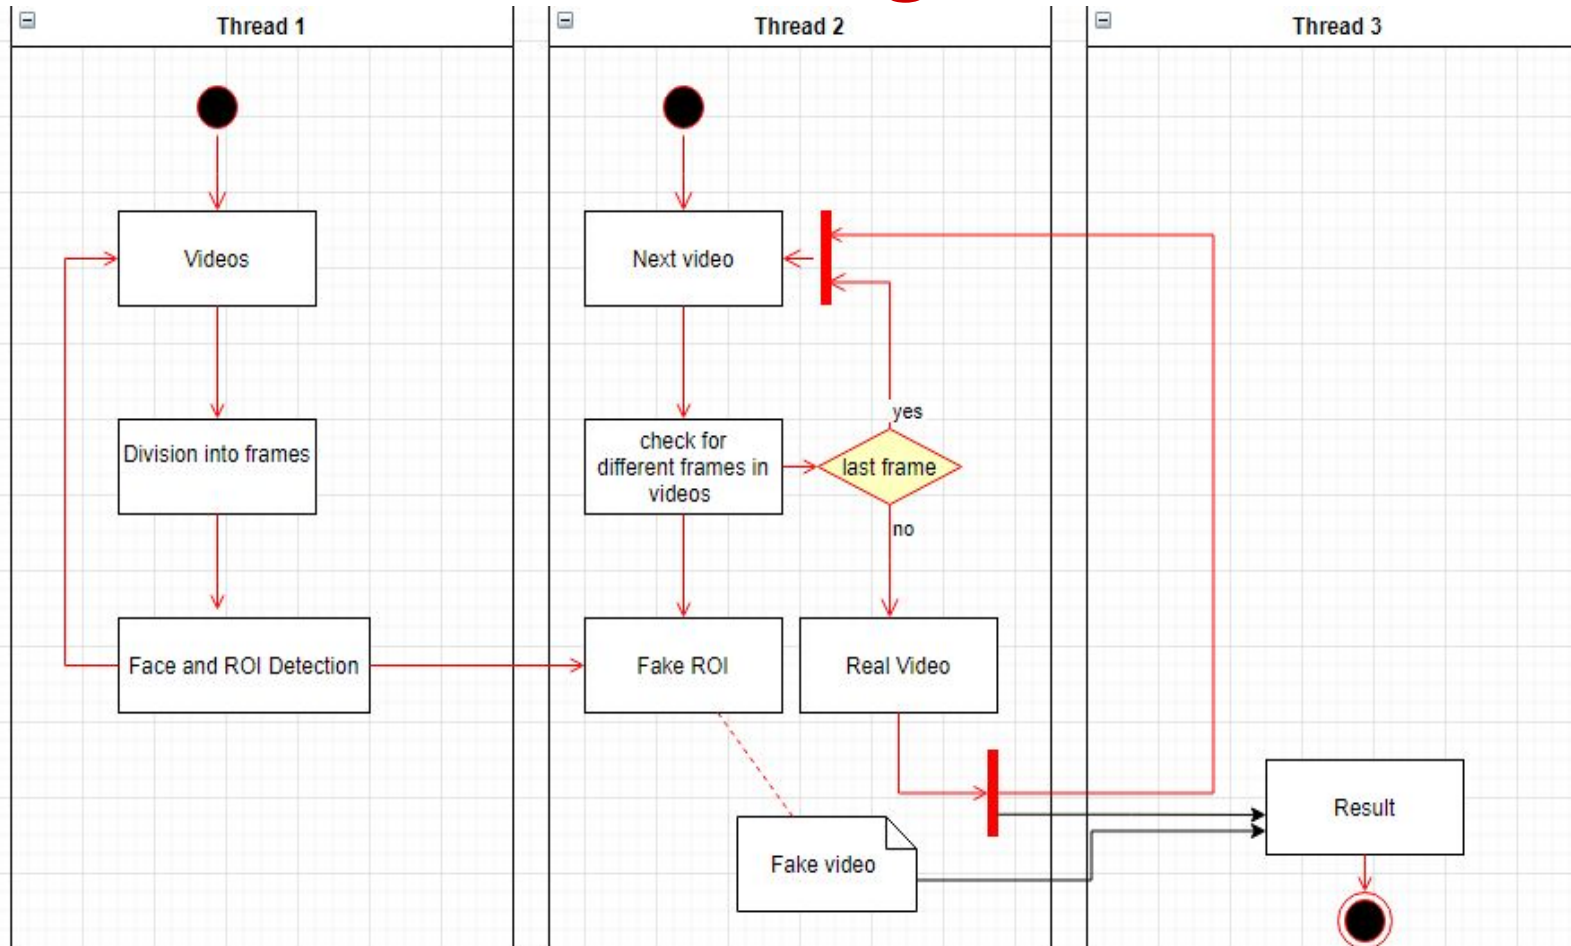 Thread 1
Thread 2
Thread 3
Videos
Next video
Division into frames
check for
different frames in
videos
yes
last frame
no
Face and ROI Detection
Fake ROI
Real Video
Result
Fake video